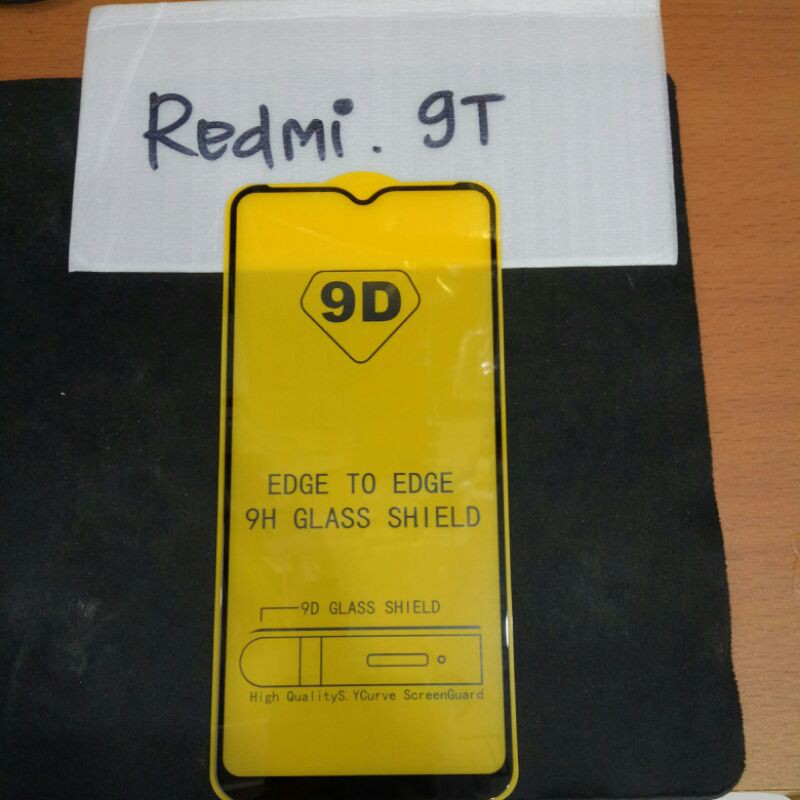 Redmi. 9T
9D
EDGE TO EDGE
9H GLASS SHIELD
9D GLASS SHIELD
High QualityS.YCurve ScreenGuard